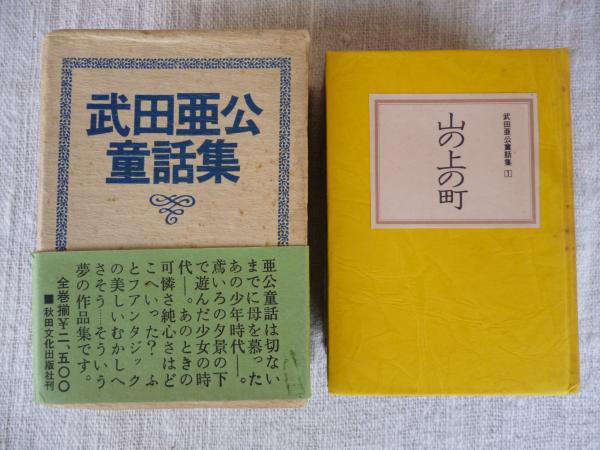 武田亜公
童話集
亜公童話は切ない
までに母を慕った
あの少年時代―。
鳶いろの夕景の下
で遊んだ少女の時
代―。あのときの
可憐さ純心さはど
こへいった？ ふ
とフアンタジック
の美しいむかしへ
さそう……そういう
夢の作品集です。
全巻揃¥二、五〇〇
■秋田文化出版社刊
武田亜公童話集 1
山の上の町